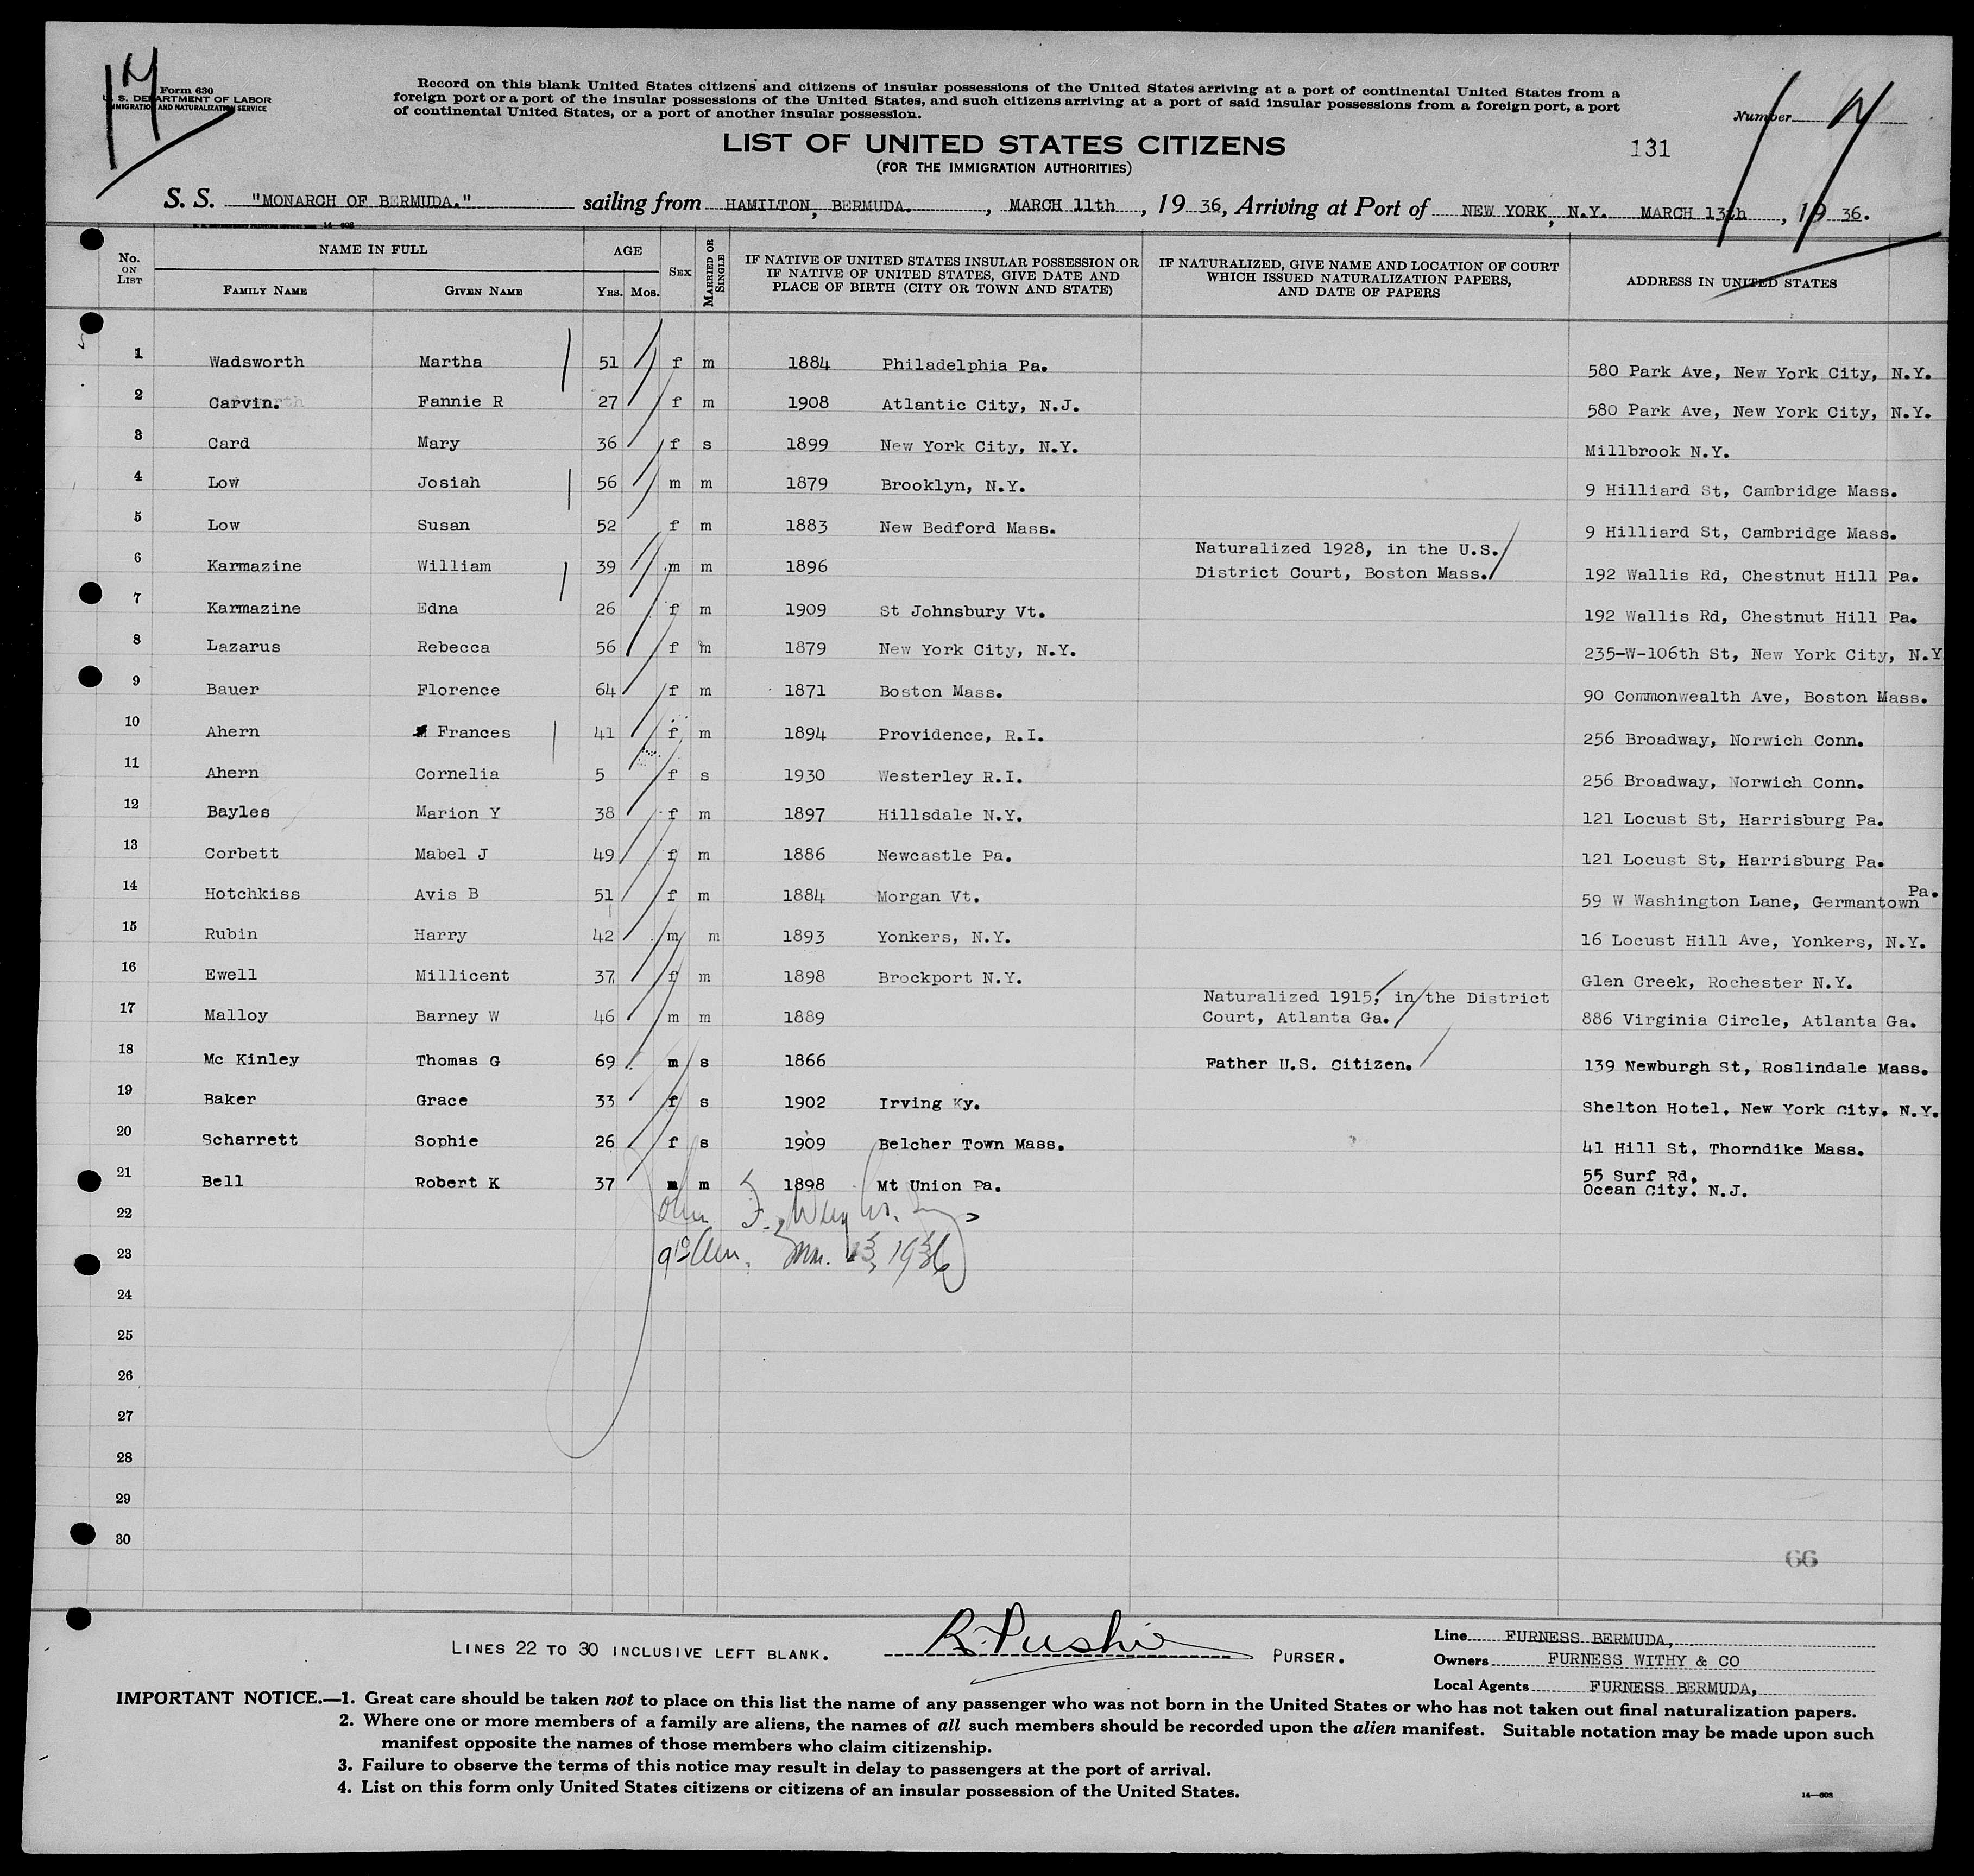 14
Form 630
U. S. DEPARTMENT OF LABOR
IMMIGRATION AND NATURALIZATION SERVICE
Record on this blank United States citizens and citizens of insular possessions of the United States arriving at a port of continental United States from a
foreign port or a port of the insular possessions of the United States, and such citizens arriving at a port of said insular possessions from a foreign port, a port
of continental United States, or a port of another insular possession.
Number
LIST OF UNITED STATES CITIZENS
131
(FOR THE IMMIGRATION AUTHORITIES)
S. S. "MONARCH OF BERMUDA." sailing from HAMILTON, BERMUDA. , MARCH 11th , 19 36, Arriving at Port of NEW YORK, N.Y. MARCH 13th , 19 36.
No. ON LIST NAME IN FULL FAMILY NAME GIVEN NAME AGE YRS. MOS. SEX MARRIED OR SINGLE IF NATIVE OF UNITED STATES INSULAR POSSESSION OR IF NATIVE OF UNITED STATES, GIVE DATE AND PLACE OF BIRTH (CITY OR TOWN AND STATE) IF NATURALIZED, GIVE NAME AND LOCATION OF COURT WHICH ISSUED NATURALIZATION PAPERS, AND DATE OF PAPERS ADDRESS IN UNITED STATES
1 Wadsworth Martha 51 f m 1884 Philadelphia Pa. 580 Park Ave, New York City, N.Y.
2 Carvin. Fannie R 27 f m 1908 Atlantic City, N.J. 580 Park Ave, New York City, N.Y.
3 Card Mary 36 f s 1899 New York City, N.Y. Millbrook N.Y.
4 Low Josiah 56 m m 1879 Brooklyn, N.Y. 9 Hilliard St, Cambridge Mass.
5 Low Susan 52 f m 1883 New Bedford Mass. 9 Hilliard St, Cambridge Mass.
6 Karmazine William 39 m m 1896 Naturalized 1928, in the U.S. District Court, Boston Mass. 192 Wallis Rd, Chestnut Hill Pa.
7 Karmazine Edna 26 f m 1909 St Johnsbury Vt. 192 Wallis Rd, Chestnut Hill Pa.
8 Lazarus Rebecca 56 f m 1879 New York City, N.Y. 235-W-106th St, New York City, N.Y
9 Bauer Florence 64 f m 1871 Boston Mass. 90 Commonwealth Ave, Boston Mass.
10 Ahern Frances 41 f m 1894 Providence, R.I. 256 Broadway, Norwich Conn.
11 Ahern Cornelia 5 f s 1930 Westerley R.I. 256 Broadway, Norwich Conn.
12 Bayles Marion Y 38 f m 1897 Hillsdale N.Y. 121 Locust St, Harrisburg Pa.
13 Corbett Mabel J 49 f m 1886 Newcastle Pa. 121 Locust St, Harrisburg Pa.
14 Hotchkiss Avis B 51 f m 1884 Morgan Vt. 59 W Washington Lane, Germantown Pa.
15 Rubin Harry 42 m m 1893 Yonkers, N.Y. 16 Locust Hill Ave, Yonkers, N.Y.
16 Ewell Millicent 37 f m 1898 Brockport N.Y. Glen Creek, Rochester N.Y.
17 Malloy Barney W 46 m m 1889 Naturalized 1915, in the District Court, Atlanta Ga. 886 Virginia Circle, Atlanta Ga.
18 Mc Kinley Thomas G 69 m s 1866 Father U.S. Citizen. 139 Newburgh St, Roslindale Mass.
19 Baker Grace 33 f s 1902 Irving Ky. Shelton Hotel, New York City. N.Y.
20 Scharrett Sophie 26 f s 1909 Belcher Town Mass. 41 Hill St, Thorndike Mass.
21 Bell Robert K 37 m m 1898 Mt Union Pa. 55 Surf Rd, Ocean City. N.J.
22
23
24
25
26
27
28
29
30
66
LINES 22 TO 30 INCLUSIVE LEFT BLANK.
PURSER.
Line FURNESS BERMUDA,
Owners FURNESS WITHY & CO
Local Agents FURNESS BERMUDA,
IMPORTANT NOTICE.—1. Great care should be taken not to place on this list the name of any passenger who was not born in the United States or who has not taken out final naturalization papers.
2. Where one or more members of a family are aliens, the names of all such members should be recorded upon the alien manifest. Suitable notation may be made upon such
manifest opposite the names of those members who claim citizenship.
3. Failure to observe the terms of this notice may result in delay to passengers at the port of arrival.
4. List on this form only United States citizens or citizens of an insular possession of the United States.
14—608